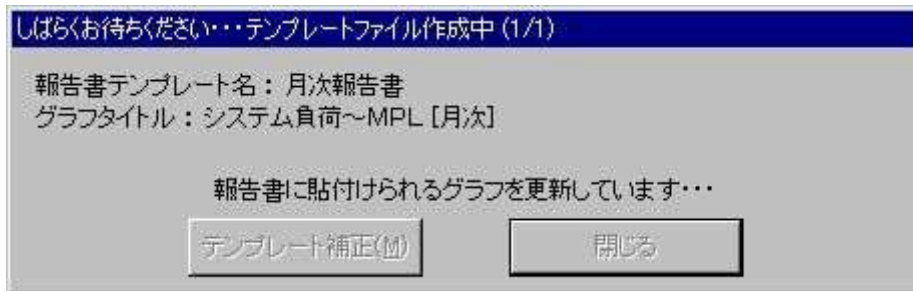 しばらくお待ちください・・・テンプレートファイル作成中 (1/1)
報告書テンプレート名： 月次報告書
グラフタイトル：システム負荷～MPL [月次]
報告書に貼付けられるグラフを更新しています・・・
テンプレート補正(M) 閉じる